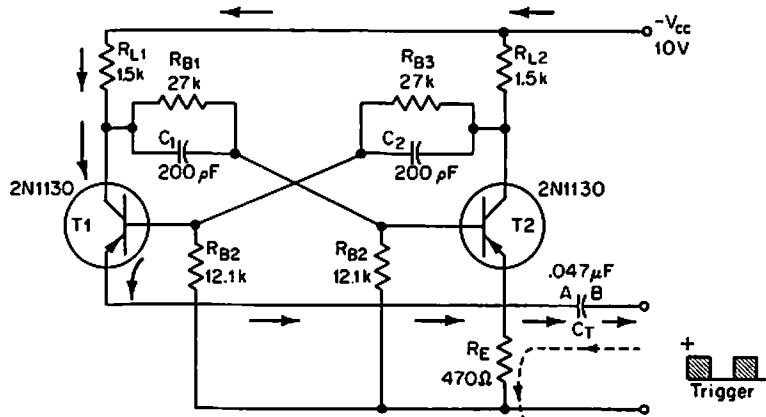 -Vcc
10V
RL1
1.5k
RB1
27k
RB3
27k
RL2
1.5k
C1
200 pF
C2
200 pF
2N1130
2N1130
T1
T2
RB2
12.1k
RB2
12.1k
.047μF
A B
CT
RE
470Ω
+
Trigger